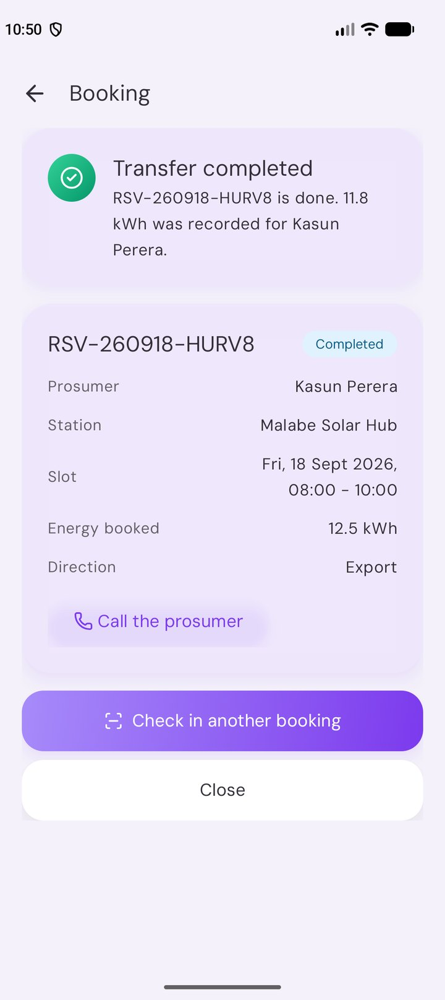 10:50
Booking
Transfer completed
RSV-260918-HURV8 is done. 11.8
kWh was recorded for Kasun
Perera.
RSV-260918-HURV8
Completed
Prosumer
Kasun Perera
Station
Malabe Solar Hub
Slot
Fri, 18 Sept 2026,
08:00 - 10:00
Energy booked
12.5 kWh
Direction
Export
Call the prosumer
Check in another booking
Close